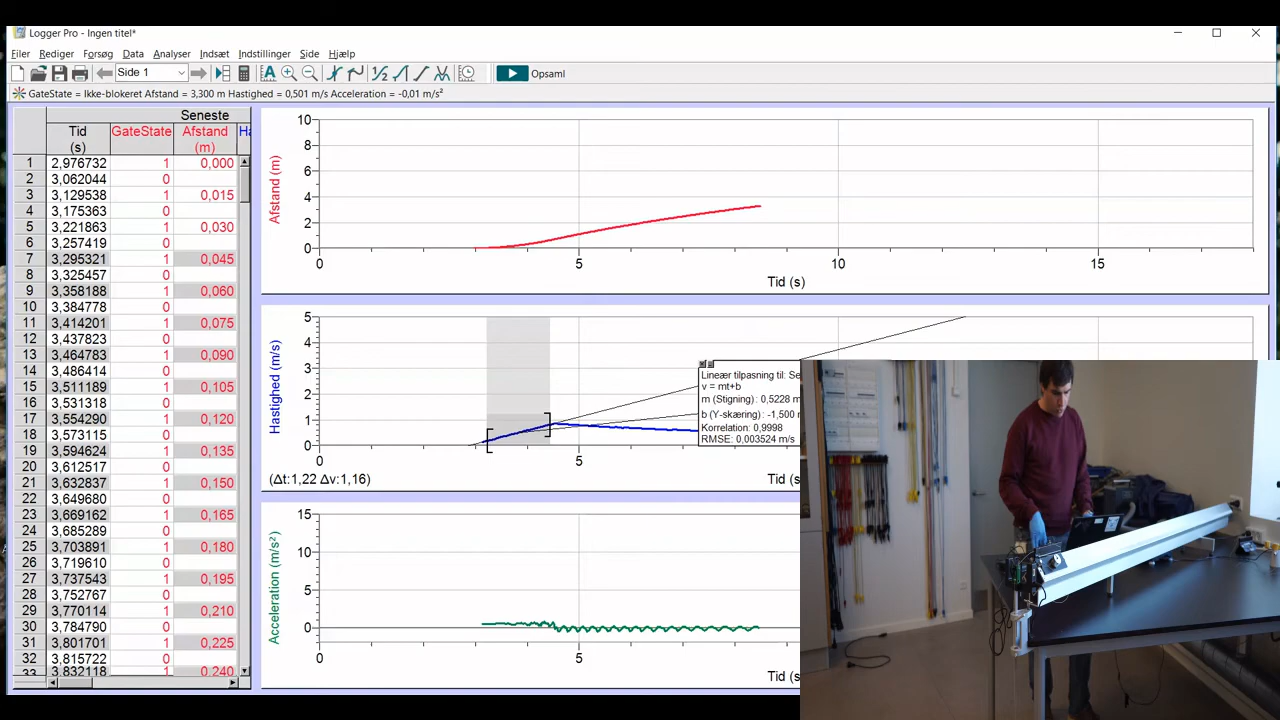 Logger Pro - Ingen titel*
Filer Rediger Forsøg Data Analyser Indsæt Indstillinger Side Hjælp
Side 1 Opsaml
GateState = Ikke-blokeret Afstand = 3,300 m Hastighed = 0,501 m/s Acceleration = -0,01 m/s²
Seneste
Tid GateState Afstand Ha
(s) (m)
1 2,976732 1 0,000
2 3,062044 0
3 3,129538 1 0,015
4 3,175363 0
5 3,221863 1 0,030
6 3,257419 0
7 3,295321 1 0,045
8 3,325457 0
9 3,358188 1 0,060
10 3,384778 0
11 3,414201 1 0,075
12 3,437823 0
13 3,464783 1 0,090
14 3,486414 0
15 3,511189 1 0,105
16 3,531318 0
17 3,554290 1 0,120
18 3,573115 0
19 3,594624 1 0,135
20 3,612517 0
21 3,632837 1 0,150
22 3,649680 0
23 3,669162 1 0,165
24 3,685289 0
25 3,703891 1 0,180
26 3,719610 0
27 3,737543 1 0,195
28 3,752767 0
29 3,770114 1 0,210
30 3,784790 0
31 3,801701 1 0,225
32 3,815722 0
33 3,832118 1 0,240
Afstand (m)
10
8
6
4
2
0
0 5 10 15
Tid (s)
Hastighed (m/s)
5
4
3
2
1
0
0 5
(Δt:1,22 Δv:1,16) Tid (s)
Lineær tilpasning til: Se
v = mt+b
m (Stigning): 0,5228 m
b (Y-skæring): -1,500 m
Korrelation: 0,9998
RMSE: 0,003524 m/s
Acceleration (m/s²)
15
10
5
0
0 5
Tid (s)